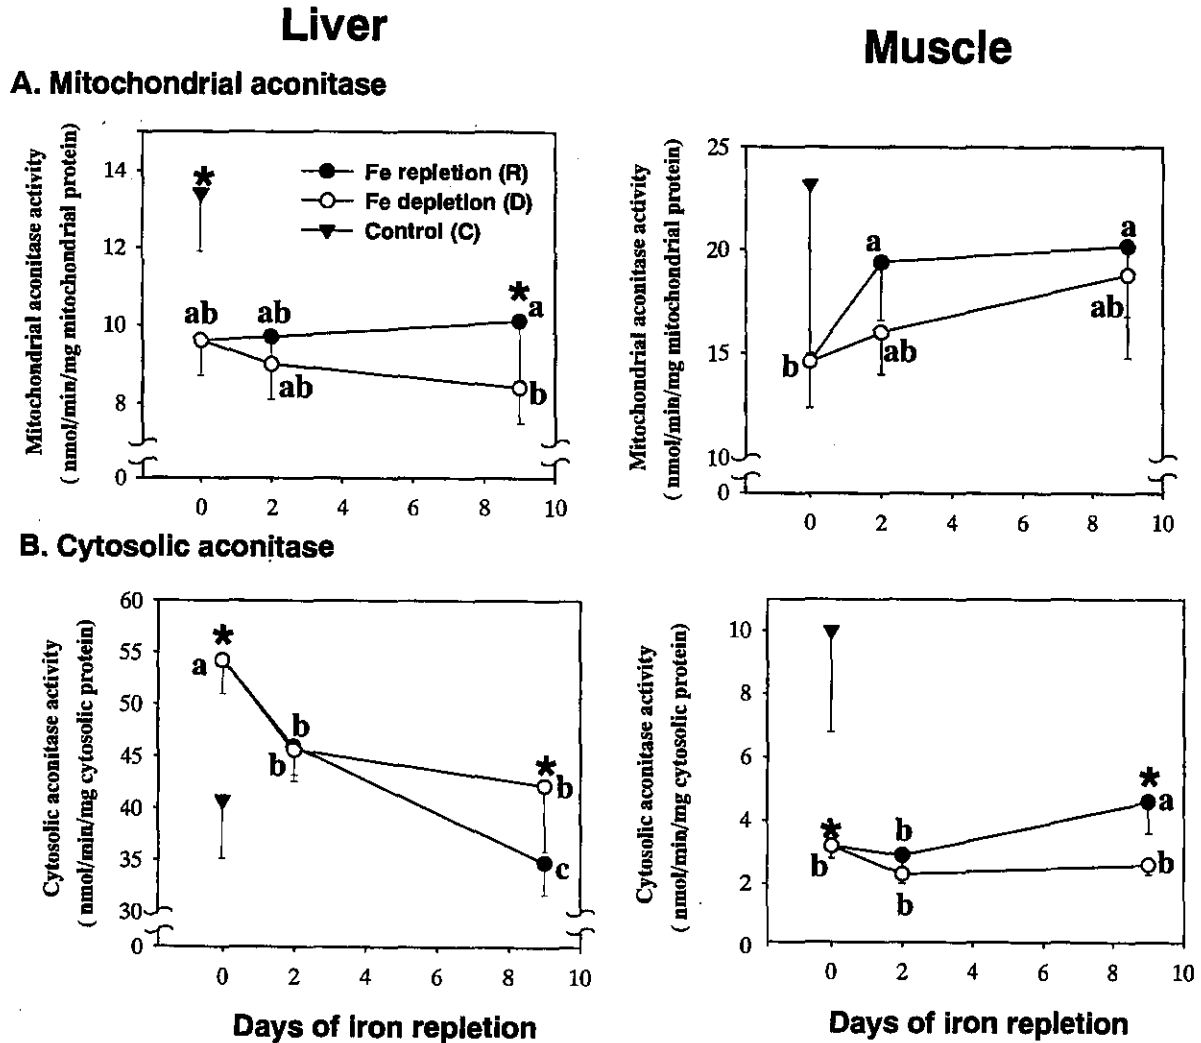 Liver
Muscle
A. Mitochondrial aconitase
Mitochondrial aconitase activity
( nmol/min/mg mitochondrial protein)
14
12
10
8
0
*
Fe repletion (R)
Fe depletion (D)
Control (C)
ab
ab
ab
*
a
b
0 2 4 6 8 10
Mitochondrial aconitase activity
( nmol/min/mg mitochondrial protein)
25
20
15
10
0
b
a
ab
a
ab
0 2 4 6 8 10
B. Cytosolic aconitase
Cytosolic aconitase activity
( nmol/min/mg cytosolic protein)
60
55
50
45
40
35
30
0
*
a
b
b
*
b
c
0 2 4 6 8 10
Days of iron repletion
Cytosolic aconitase activity
( nmol/min/mg cytosolic protein)
10
8
6
4
2
0
*
b
b
b
*
a
b
0 2 4 6 8 10
Days of iron repletion